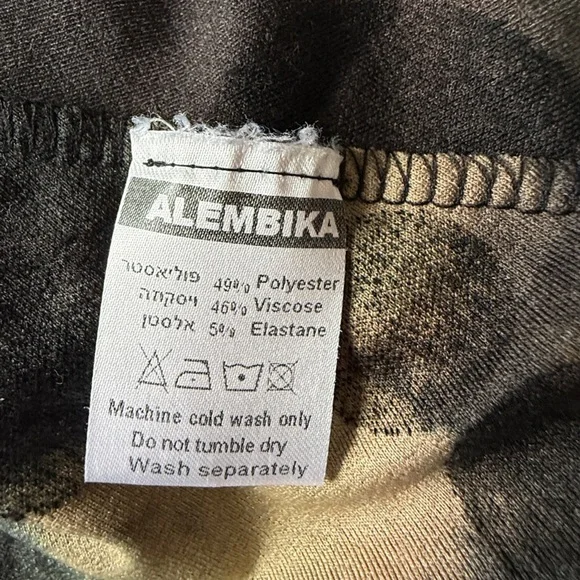 ALEMBIKA
פוליאסטר 49% Polyester
ויסקוזה 46% Viscose
אלסטן 5% Elastane
Machine cold wash only
Do not tumble dry
Wash separately